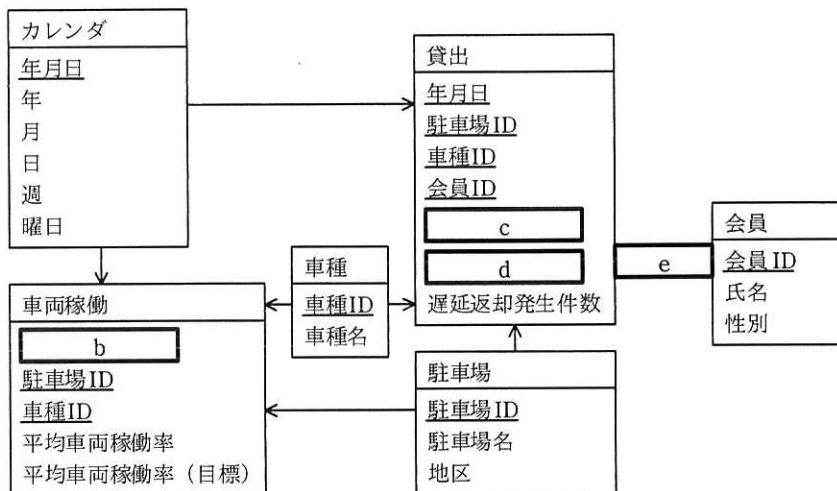 カレンダ
年月日
年
月
日
週
曜日
貸出
年月日
駐車場ID
車種ID
会員ID
c
d
遅延返却発生件数
e
会員
会員ID
氏名
性別
車種
車種ID
車種名
車両稼働
b
駐車場ID
車種ID
平均車両稼働率
平均車両稼働率（目標）
駐車場
駐車場ID
駐車場名
地区